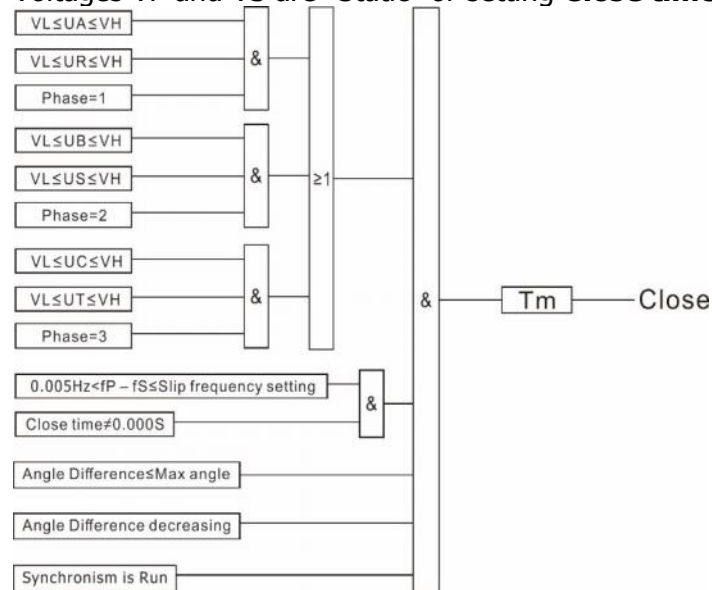 VL≤UA≤VH
VL≤UR≤VH
&
Phase=1
VL≤UB≤VH
VL≤US≤VH
&
≥1
Phase=2
VL≤UC≤VH
VL≤UT≤VH
&
&
Tm
Close
Phase=3
0.005Hz<fP – fS≤Slip frequency setting
&
Close time≠0.000S
Angle Difference≤Max angle
Angle Difference decreasing
Synchronism is Run